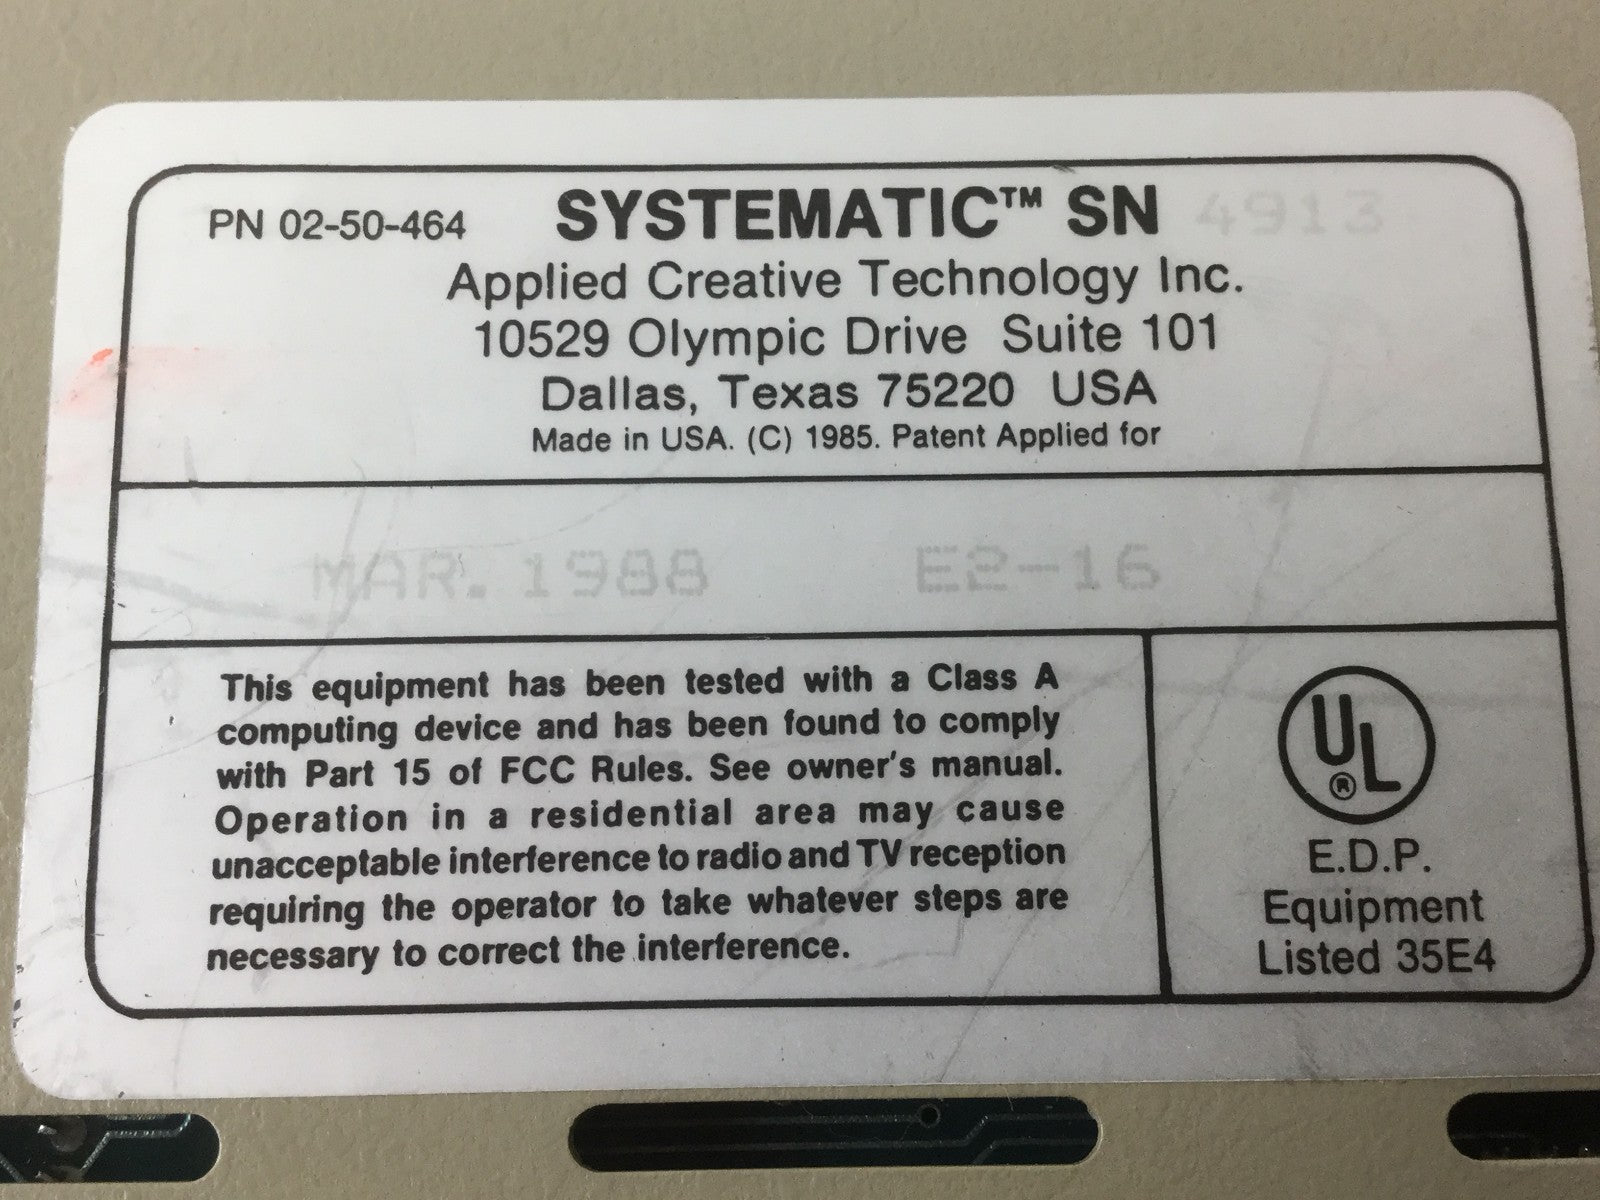 PN 02-50-464 SYSTEMATIC™ SN 4913
Applied Creative Technology Inc.
10529 Olympic Drive Suite 101
Dallas, Texas 75220 USA
Made in USA. (C) 1985. Patent Applied for
MAR. 1988 E2-16
This equipment has been tested with a Class A
computing device and has been found to comply
with Part 15 of FCC Rules. See owner's manual.
Operation in a residential area may cause
unacceptable interference to radio and TV reception
requiring the operator to take whatever steps are
necessary to correct the interference.
UL
®
E.D.P.
Equipment
Listed 35E4